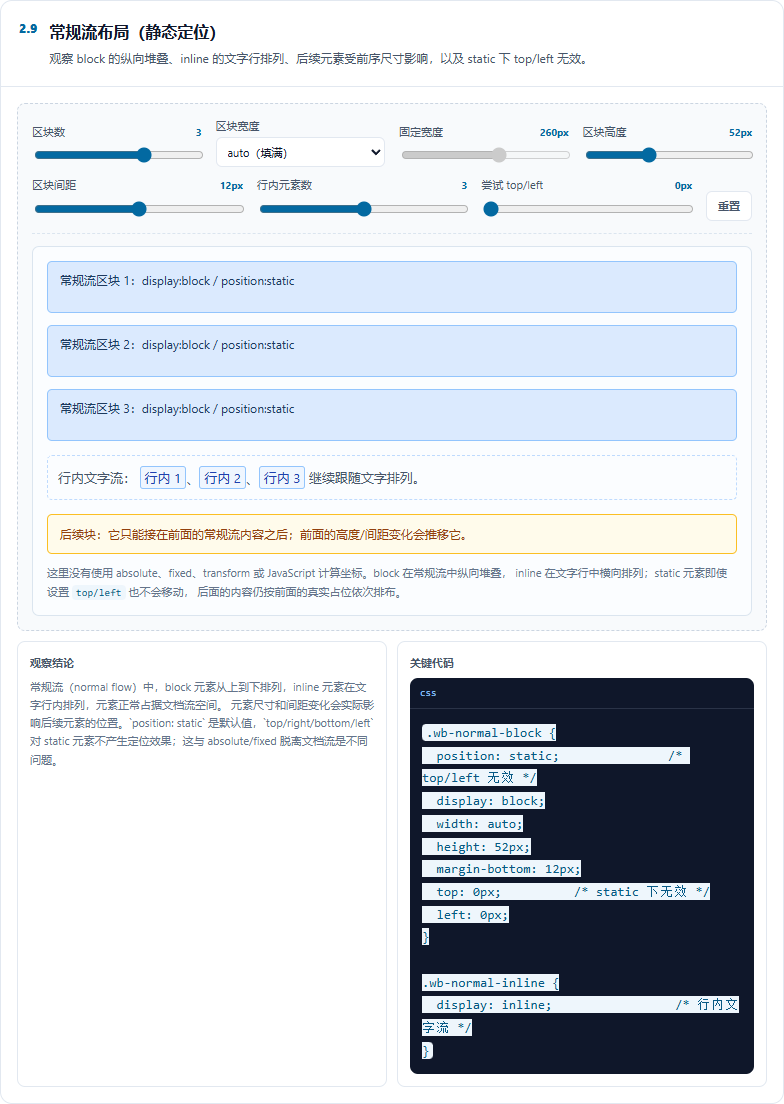 2.9 常规流布局（静态定位）
观察 block 的纵向堆叠、inline 的文字行排列、后续元素受前序尺寸影响，以及 static 下 top/left 无效。
区块数 3
区块宽度
auto（填满）
固定宽度 260px
区块高度 52px
区块间距 12px
行内元素数 3
尝试 top/left 0px
重置
常规流区块 1：display:block / position:static
常规流区块 2：display:block / position:static
常规流区块 3：display:block / position:static
行内文字流： 行内 1 、 行内 2 、 行内 3 继续跟随文字排列。
后续块：它只能接在前面的常规流内容之后；前面的高度/间距变化会推移它。
这里没有使用 absolute、fixed、transform 或 JavaScript 计算坐标。block 在常规流中纵向堆叠， inline 在文字行中横向排列；static 元素即使
设置 top/left 也不会移动， 后面的内容仍按前面的真实占位依次排布。
观察结论
常规流（normal flow）中，block 元素从上到下排列，inline 元素在文
字行内排列，元素正常占据文档流空间。 元素尺寸和间距变化会实际影
响后续元素的位置。`position: static` 是默认值，`top/right/bottom/left`
对 static 元素不产生定位效果；这与 absolute/fixed 脱离文档流是不同
问题。
关键代码
css
.wb-normal-block {
  position: static;               /*
top/left 无效 */
  display: block;
  width: auto;
  height: 52px;
  margin-bottom: 12px;
  top: 0px;          /* static 下无效 */
  left: 0px;
}
.wb-normal-inline {
  display: inline;                 /* 行内文
字流 */
}